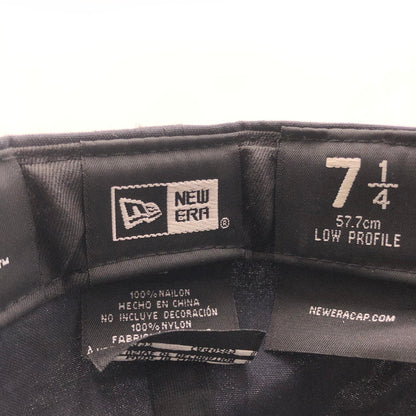 ™
NEW
ERA®
7 1/4
57.7cm
LOW PROFILE
100% NAILON
HECHO EN CHINA
NO INCLUYE DECORACIÓN
100% NYLON
NEWERACAP.COM